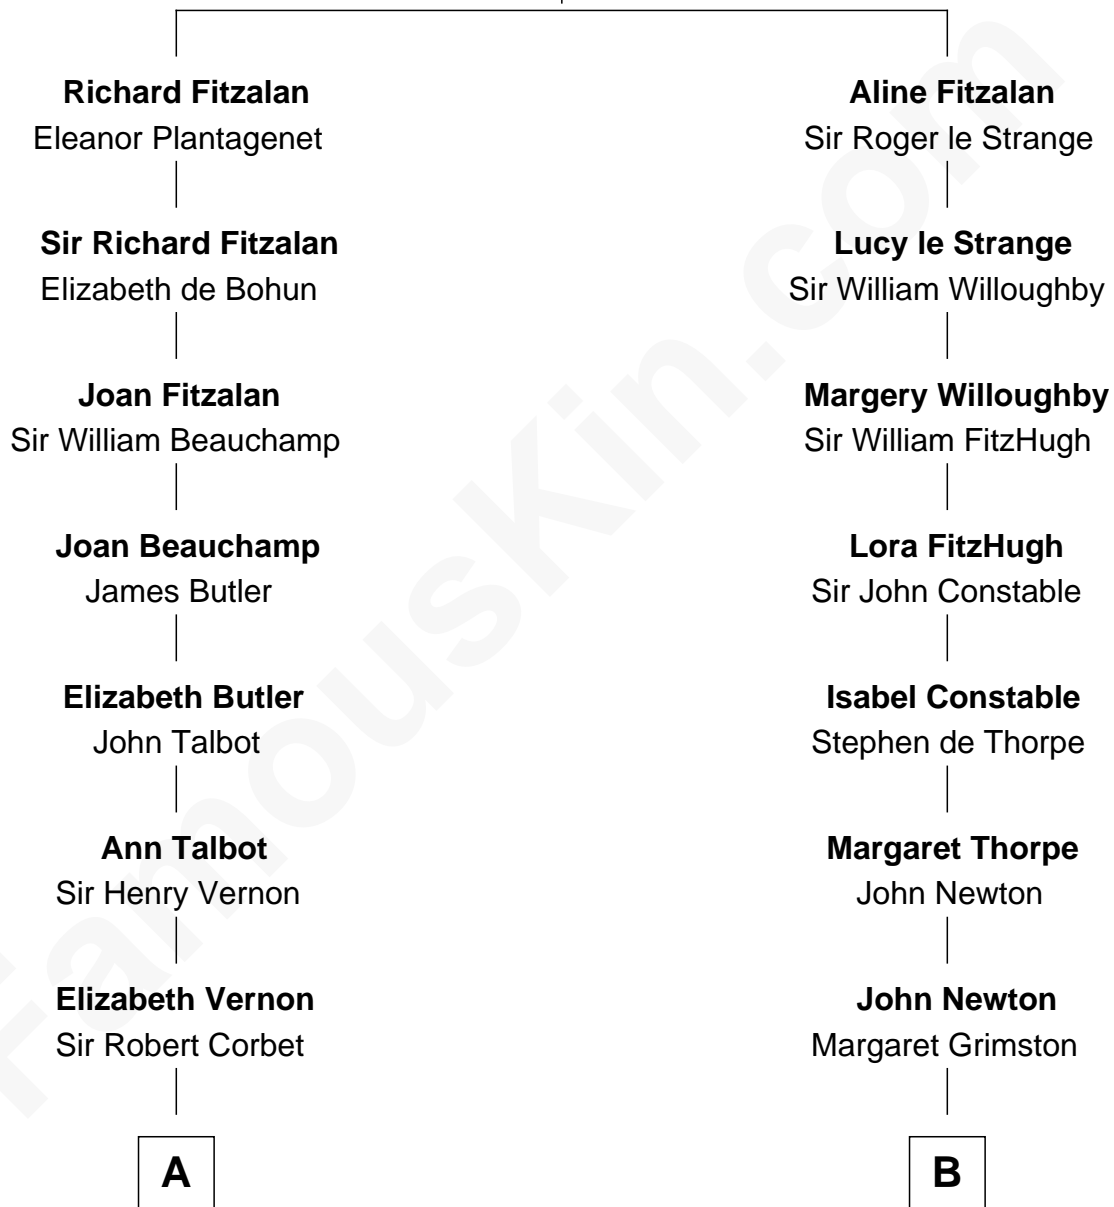 Richard Fitzalan
Eleanor Plantagenet
Sir Richard Fitzalan
Elizabeth de Bohun
Joan Fitzalan
Sir William Beauchamp
Joan Beauchamp
James Butler
Elizabeth Butler
John Talbot
Ann Talbot
Sir Henry Vernon
Elizabeth Vernon
Sir Robert Corbet
A
Aline Fitzalan
Sir Roger le Strange
Lucy le Strange
Sir William Willoughby
Margery Willoughby
Sir William FitzHugh
Lora FitzHugh
Sir John Constable
Isabel Constable
Stephen de Thorpe
Margaret Thorpe
John Newton
John Newton
Margaret Grimston
B
FamousKin.com